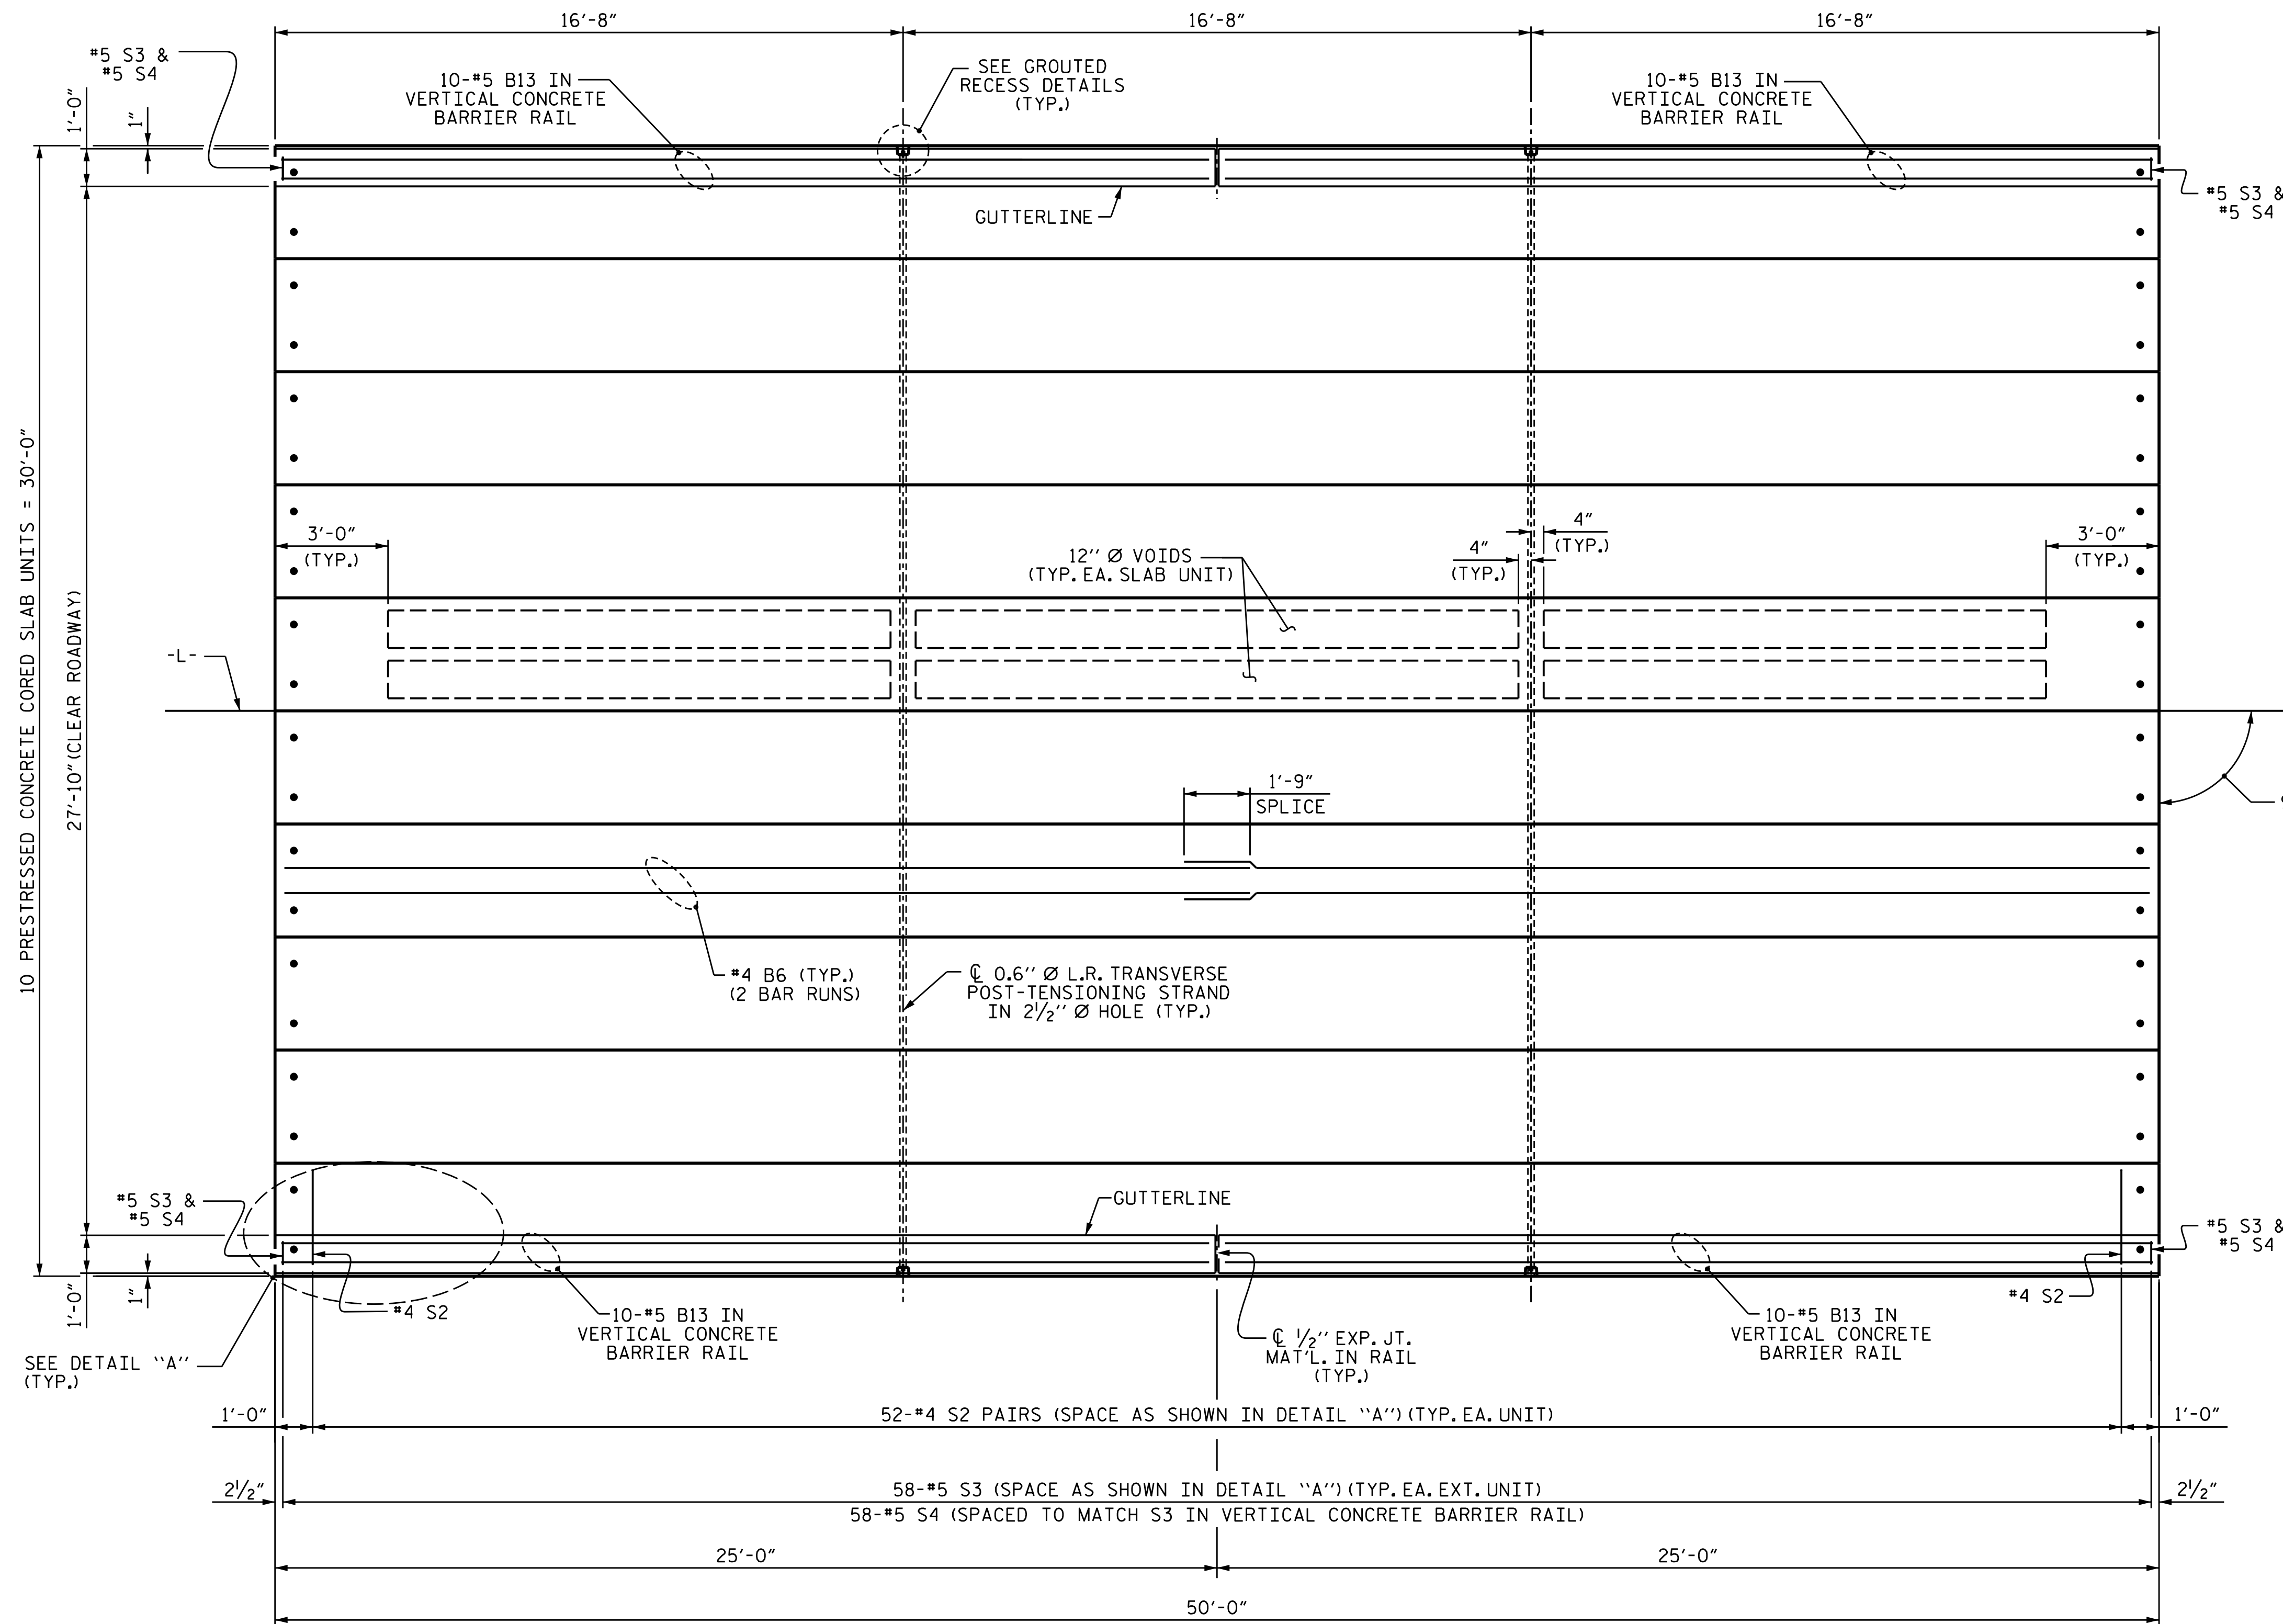 16'-8"
16'-8"
16'-8"
#5 S3 &
#5 S4
10-#5 B13 IN
VERTICAL CONCRETE
BARRIER RAIL
SEE GROUTED
RECESS DETAILS
(TYP.)
10-#5 B13 IN
VERTICAL CONCRETE
BARRIER RAIL
1'-0"
1"
GUTTERLINE
#5 S3 &
#5 S4
10 PRESTRESSED CONCRETE CORED SLAB UNITS = 30'-0"
27'-10"(CLEAR ROADWAY)
3'-0"
(TYP.)
12'' Ø VOIDS
(TYP. EA. SLAB UNIT)
4"
(TYP.)
4"
(TYP.)
3'-0"
(TYP.)
-L-
1'-9"
SPLICE
#4 B6 (TYP.)
(2 BAR RUNS)
℄ 0.6'' Ø L.R. TRANSVERSE
POST-TENSIONING STRAND
IN 2½'' Ø HOLE (TYP.)
#5 S3 &
#5 S4
GUTTERLINE
#5 S3 &
#5 S4
1'-0"
1"
#4 S2
#4 S2
10-#5 B13 IN
VERTICAL CONCRETE
BARRIER RAIL
℄ ½'' EXP. JT.
MAT'L. IN RAIL
(TYP.)
10-#5 B13 IN
VERTICAL CONCRETE
BARRIER RAIL
SEE DETAIL "A"
(TYP.)
1'-0"
52-#4 S2 PAIRS (SPACE AS SHOWN IN DETAIL "A") (TYP. EA. UNIT)
1'-0"
2½"
58-#5 S3 (SPACE AS SHOWN IN DETAIL "A") (TYP. EA. EXT. UNIT)
58-#5 S4 (SPACED TO MATCH S3 IN VERTICAL CONCRETE BARRIER RAIL)
2½"
25'-0"
25'-0"
50'-0"